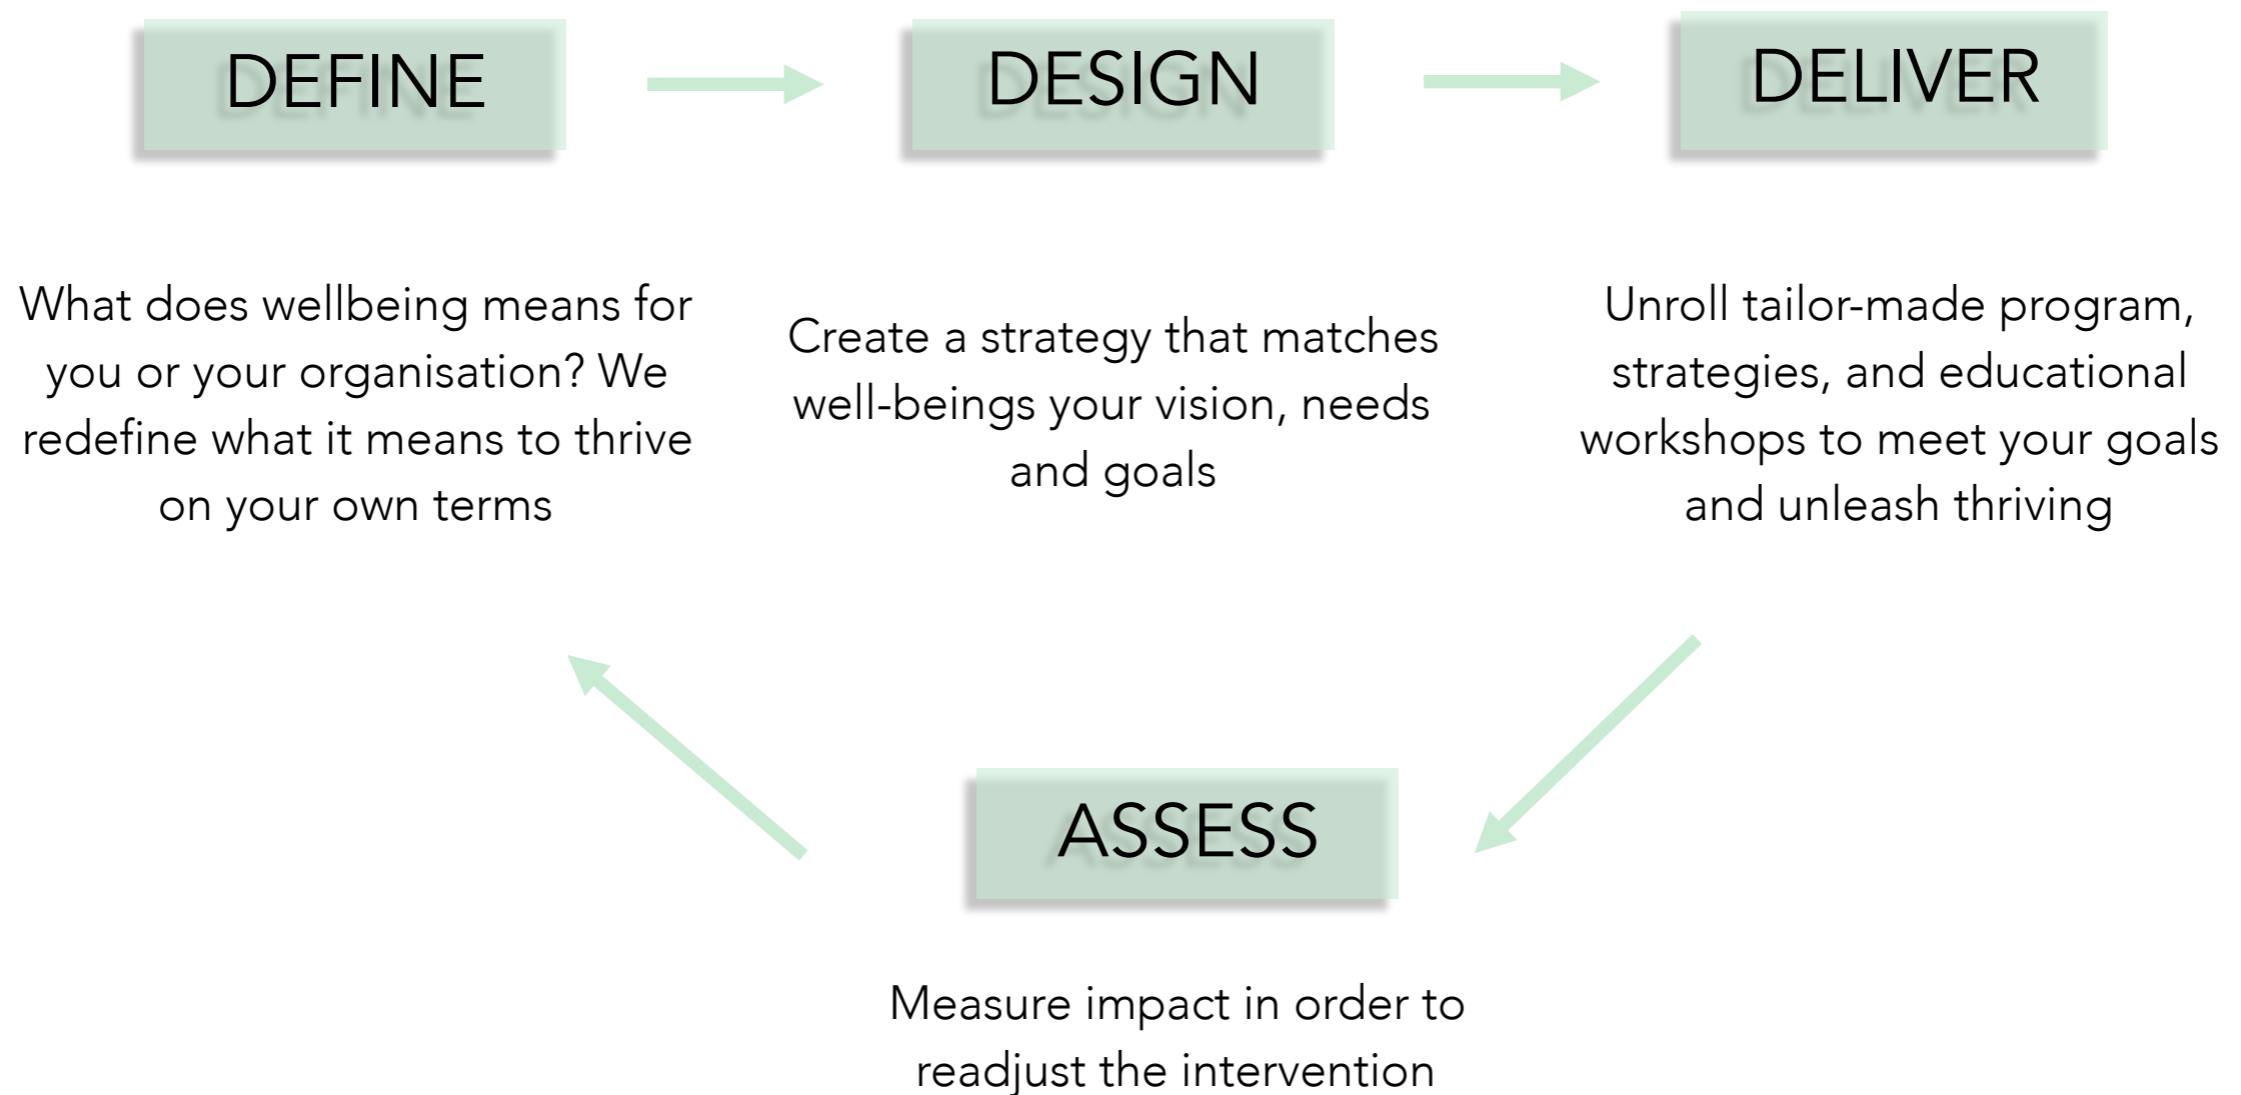 DEFINE
DESIGN
DELIVER
What does wellbeing means for
you or your organisation? We
redefine what it means to thrive
on your own terms
Create a strategy that matches
well-beings your vision, needs
and goals
Unroll tailor-made program,
strategies, and educational
workshops to meet your goals
and unleash thriving
ASSESS
Measure impact in order to
readjust the intervention